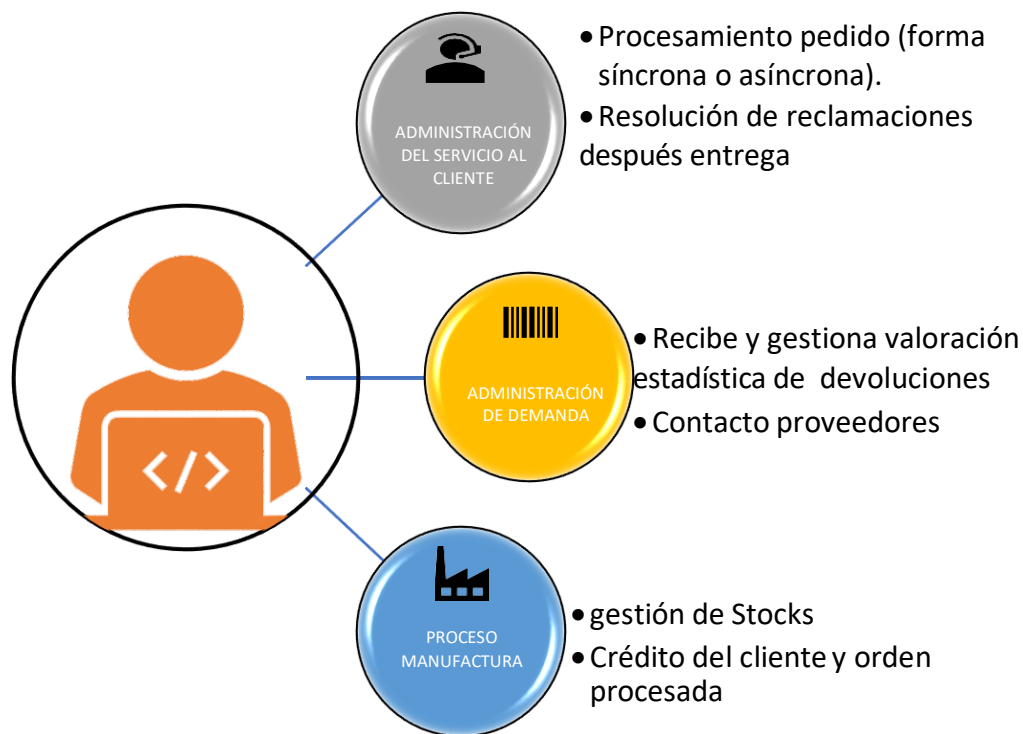 ADMINISTRACIÓN
DEL SERVICIO AL
CLIENTE
• Procesamiento pedido (forma
síncrona o asíncrona).
• Resolución de reclamaciones
después entrega
ADMINISTRACIÓN
DE DEMANDA
• Recibe y gestiona valoración
estadística de devoluciones
• Contacto proveedores
</>
PROCESO
MANUFACTURA
• gestión de Stocks
• Crédito del cliente y orden
procesada